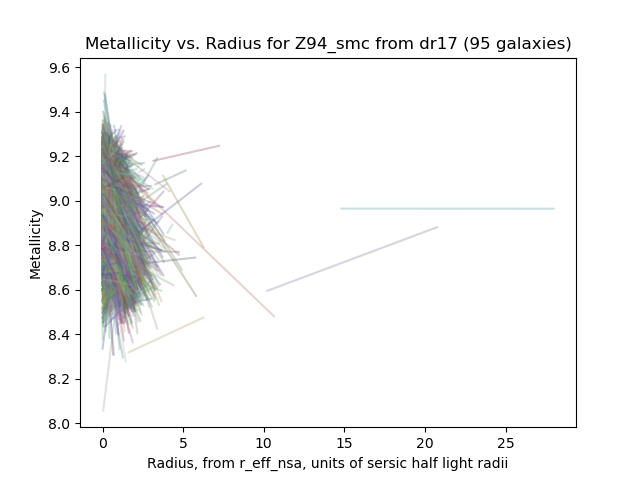 Metallicity vs. Radius for Z94_smc from dr17 (95 galaxies)
9.6
9.4
9.2
9.0
8.8
8.6
8.4
8.2
8.0
Metallicity
0 5 10 15 20 25
Radius, from r_eff_nsa, units of sersic half light radii